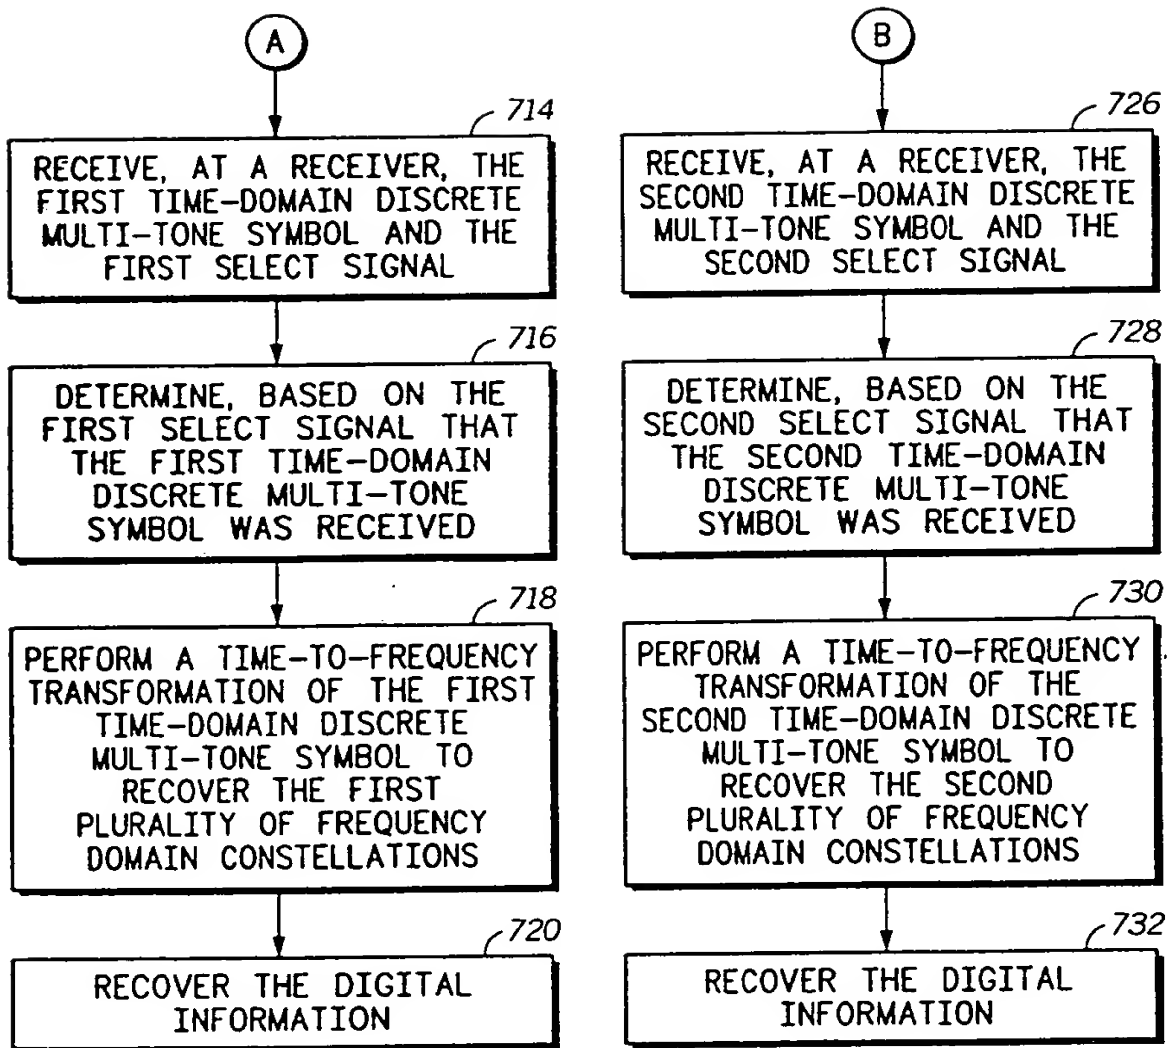 A
714
RECEIVE, AT A RECEIVER, THE
FIRST TIME-DOMAIN DISCRETE
MULTI-TONE SYMBOL AND THE
FIRST SELECT SIGNAL
716
DETERMINE, BASED ON THE
FIRST SELECT SIGNAL THAT
THE FIRST TIME-DOMAIN
DISCRETE MULTI-TONE
SYMBOL WAS RECEIVED
718
PERFORM A TIME-TO-FREQUENCY
TRANSFORMATION OF THE FIRST
TIME-DOMAIN DISCRETE
MULTI-TONE SYMBOL TO
RECOVER THE FIRST
PLURALITY OF FREQUENCY
DOMAIN CONSTELLATIONS
720
RECOVER THE DIGITAL
INFORMATION
B
726
RECEIVE, AT A RECEIVER, THE
SECOND TIME-DOMAIN DISCRETE
MULTI-TONE SYMBOL AND THE
SECOND SELECT SIGNAL
728
DETERMINE, BASED ON THE
SECOND SELECT SIGNAL THAT
THE SECOND TIME-DOMAIN
DISCRETE MULTI-TONE
SYMBOL WAS RECEIVED
730
PERFORM A TIME-TO-FREQUENCY
TRANSFORMATION OF THE
SECOND TIME-DOMAIN DISCRETE
MULTI-TONE SYMBOL TO
RECOVER THE SECOND
PLURALITY OF FREQUENCY
DOMAIN CONSTELLATIONS
732
RECOVER THE DIGITAL
INFORMATION